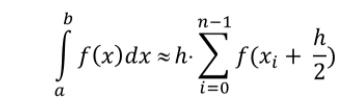 ∫_a^b f(x)dx ≈ h· ∑_{i=0}^{n−1} f(x_i + h/2)